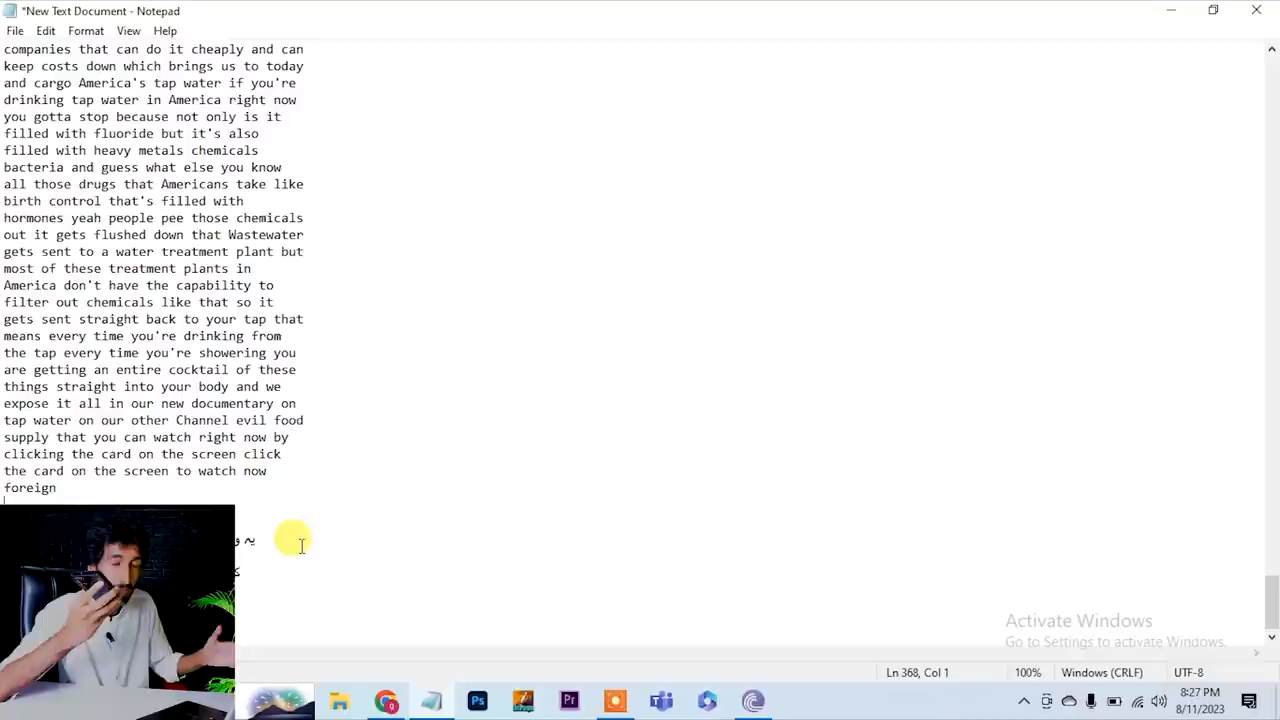 *New Text Document - Notepad
File Edit Format View Help
companies that can do it cheaply and can
keep costs down which brings us to today
and cargo America's tap water if you're
drinking tap water in America right now
you gotta stop because not only is it
filled with fluoride but it's also
filled with heavy metals chemicals
bacteria and guess what else you know
all those drugs that Americans take like
birth control that's filled with
hormones yeah people pee those chemicals
out it gets flushed down that Wastewater
gets sent to a water treatment plant but
most of these treatment plants in
America don't have the capability to
filter out chemicals like that so it
gets sent straight back to your tap that
means every time you're drinking from
the tap every time you're showering you
are getting an entire cocktail of these
things straight into your body and we
expose it all in our new documentary on
tap water on our other Channel evil food
supply that you can watch right now by
clicking the card on the screen click
the card on the screen to watch now
foreign
یہ
Activate Windows
Go to Settings to activate Windows.
Ln 368, Col 1 100% Windows (CRLF) UTF-8
Ps Pr
8:27 PM
8/11/2023